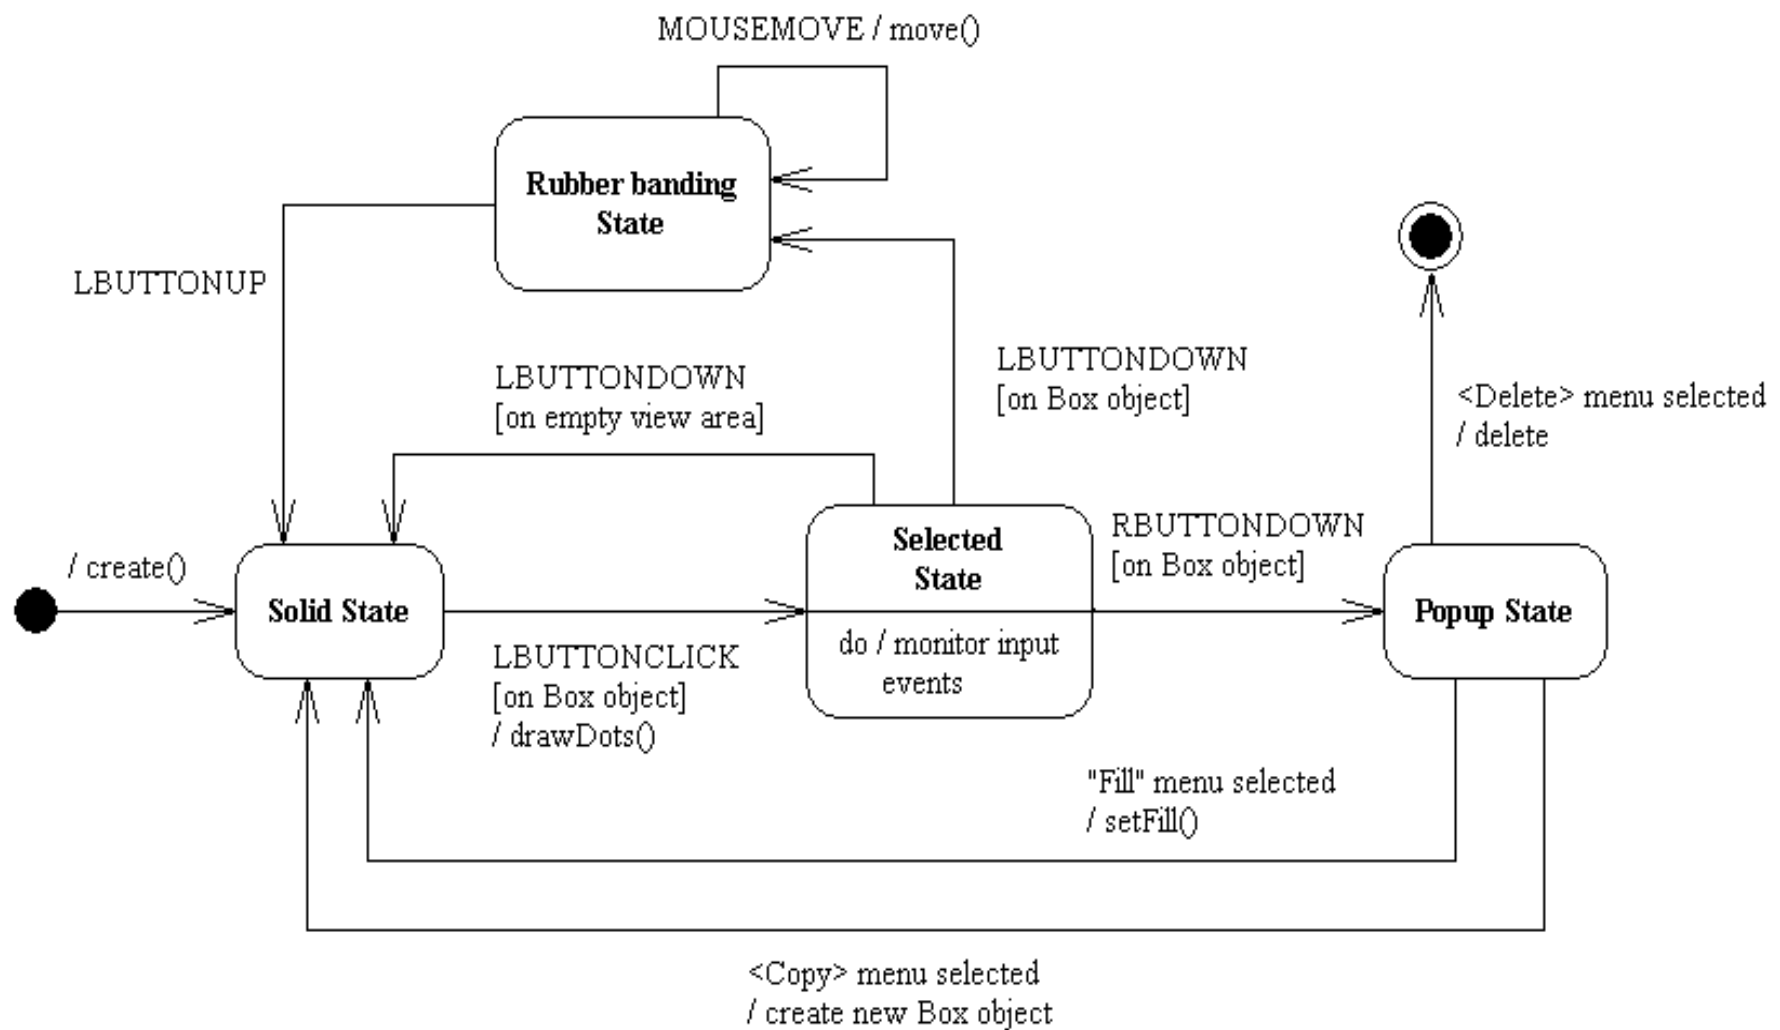 MOUSEMOVE / move()
Rubber banding
State
LBUTTONUP
LBUTTONDOWN
[on empty view area]
LBUTTONDOWN
[on Box object]
<Delete> menu selected
/ delete
/ create()
Solid State
LBUTTONCLICK
[on Box object]
/ drawDots()
Selected
State
do / monitor input
events
RBUTTONDOWN
[on Box object]
Popup State
"Fill" menu selected
/ setFill()
<Copy> menu selected
/ create new Box object